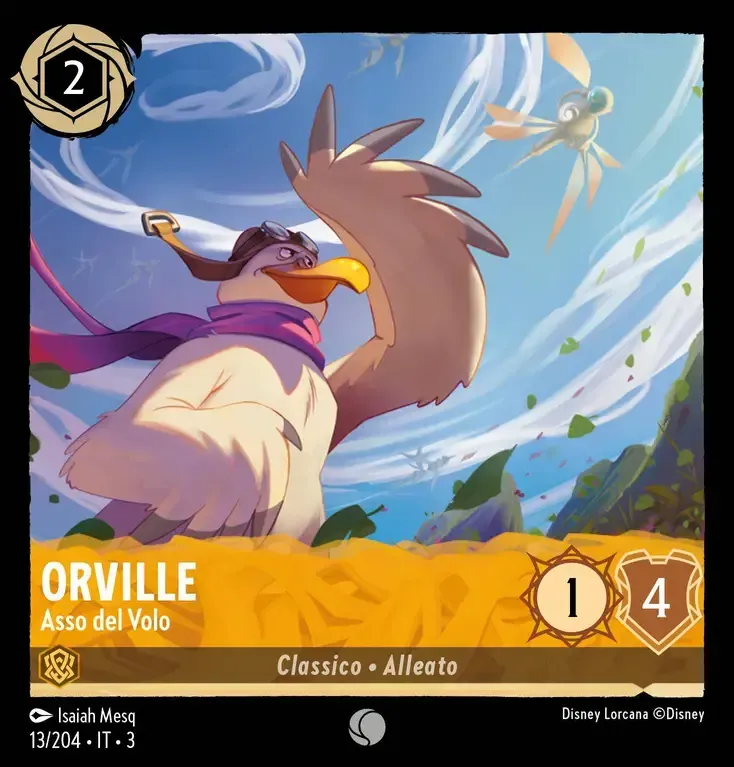 2
ORVILLE
Asso del Volo
1
4
Classico • Alleato
Isaiah Mesq
Disney Lorcana ©Disney
13/204 • IT • 3